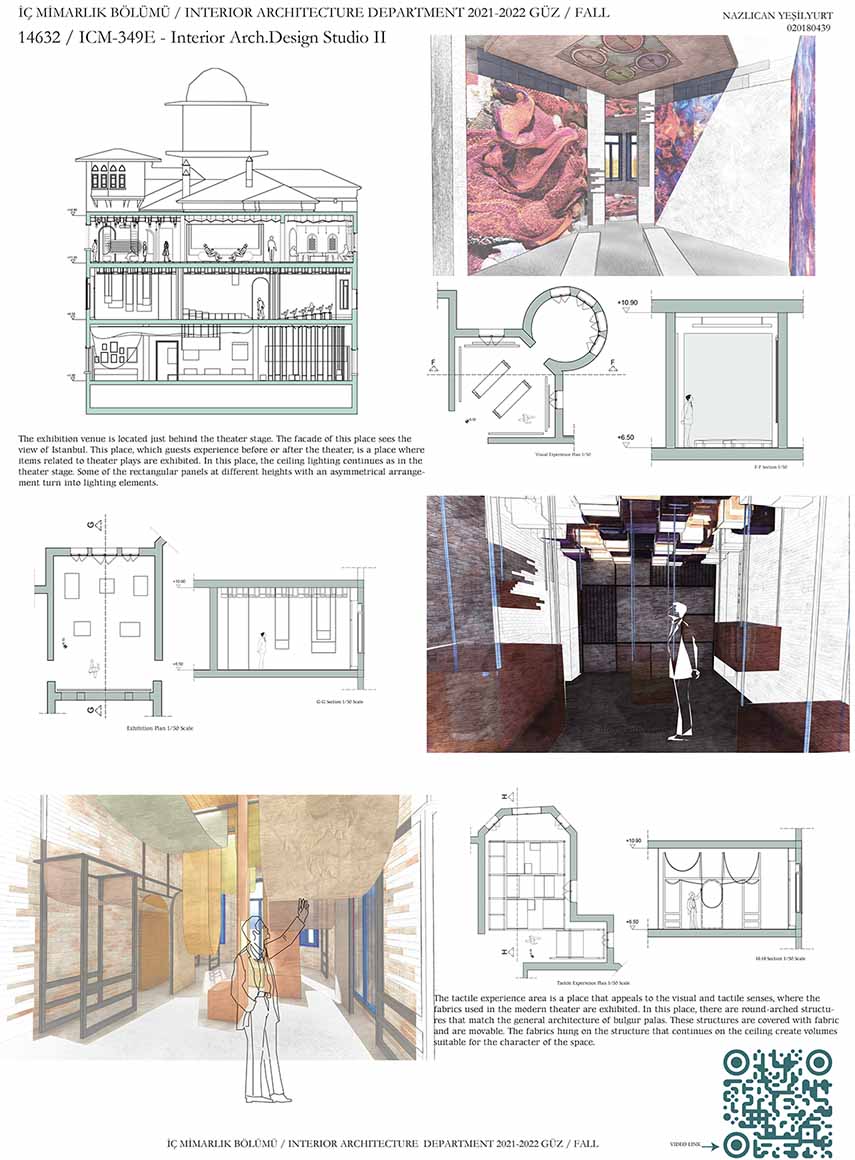 İÇ MİMARLIK BÖLÜMÜ / INTERIOR ARCHITECTURE DEPARTMENT 2021-2022 GÜZ / FALL
14632 / ICM-349E - Interior Arch.Design Studio II
NAZLICAN YEŞİLYURT
020180439
The exhibition venue is located just behind the theater stage. The facade of this place sees the
view of Istanbul. This place, which guests experience before or after the theater, is a place where
items related to theater plays are exhibited. In this place, the ceiling lighting continues as in the
theater stage. Some of the rectangular panels at different heights with an asymmetrical arrange-
ment turn into lighting elements.
+10.90
+6.50
F
F
Visual Experience Plan 1/50
F-F Section 1/50
G
G
Exhibition Plan 1/50 Scale
+10.90
+6.50
G-G Section 1/50 Scale
H
H
Tactile Experience Plan 1/50 Scale
+10.90
+6.50
H-H Section 1/50 Scale
The tactile experience area is a place that appeals to the visual and tactile senses, where the
fabrics used in the modern theater are exhibited. In this place, there are round-arched structu-
res that match the general architecture of bulgur palas. These structures are covered with fabric
and are movable. The fabrics hung on the structure that continues on the ceiling create volumes
suitable for the character of the space.
VIDEO LINK
İÇ MİMARLIK BÖLÜMÜ / INTERIOR ARCHITECTURE DEPARTMENT 2021-2022 GÜZ / FALL